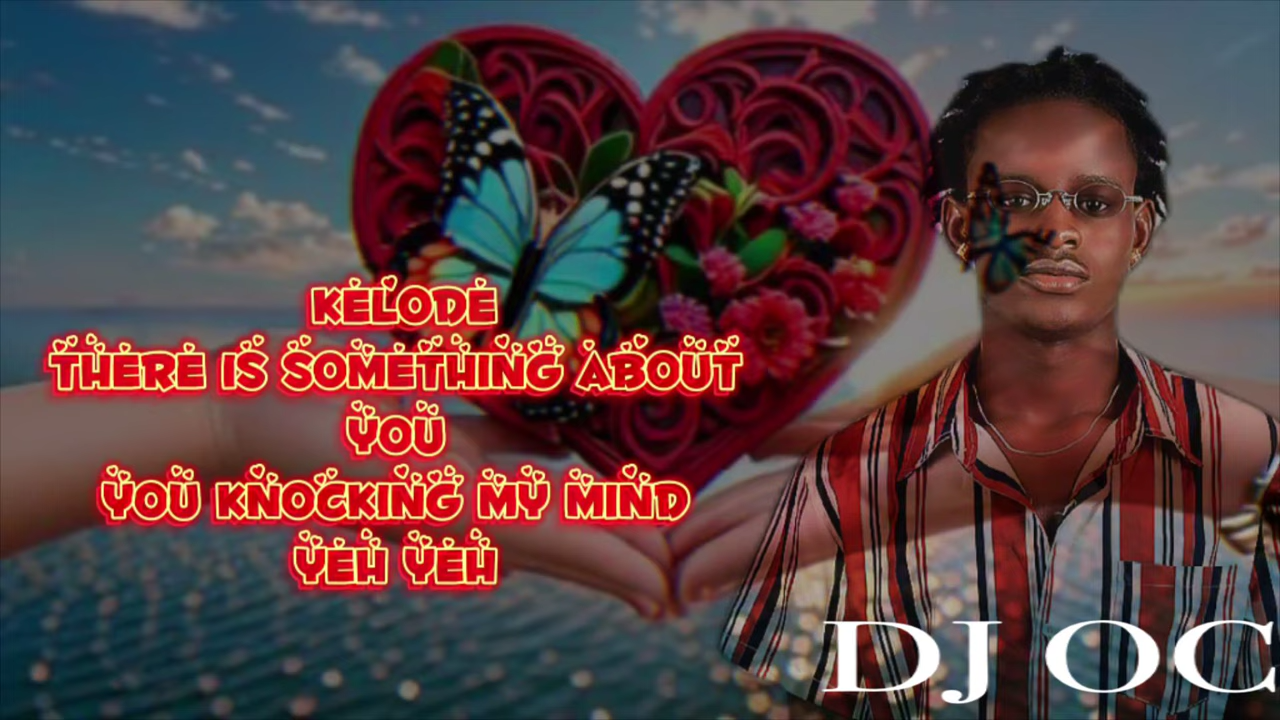 KELODE
THERE IS SOMETHING ABOUT
YOU
YOU KNOCKING MY MIND
YEH YEH
DJ OC